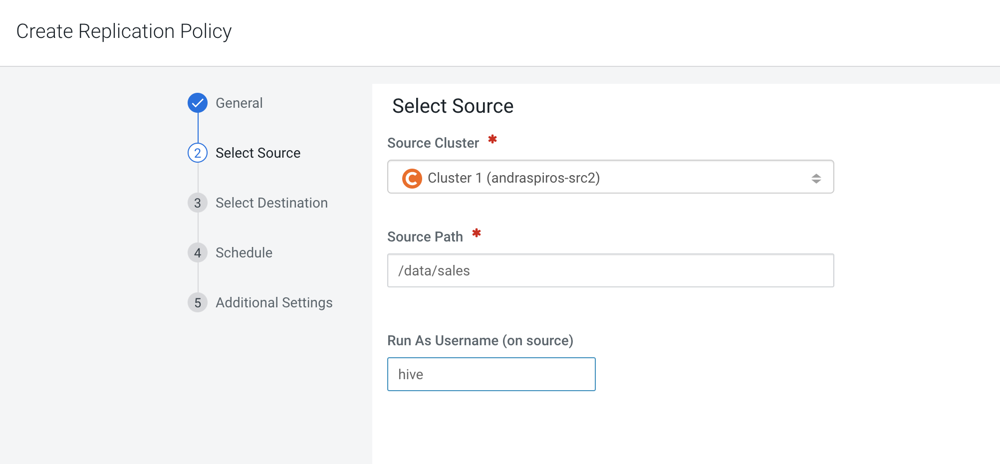 Create Replication Policy
General
2 Select Source
3 Select Destination
4 Schedule
5 Additional Settings
Select Source
Source Cluster *
Cluster 1 (andraspiros-src2)
Source Path *
/data/sales
Run As Username (on source)
hive